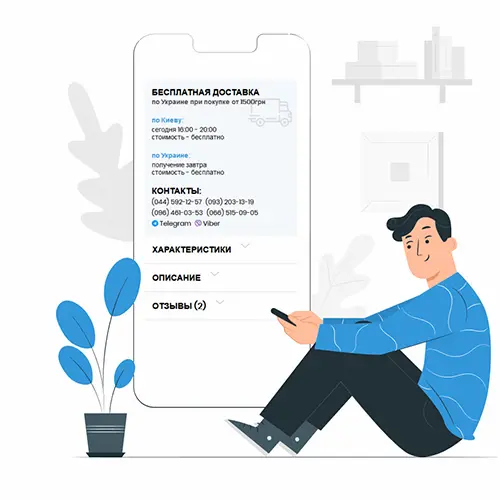 БЕСПЛАТНАЯ ДОСТАВКА
по Украине при покупке от 1500грн
по Киеву:
сегодня 16:00 - 20:00
стоимость - бесплатно
по Украине:
получение завтра
стоимость - бесплатно
КОНТАКТЫ:
(044) 592-12-57 (093) 203-13-19
(096) 461-03-53 (066) 515-09-05
Telegram Viber
ХАРАКТЕРИСТИКИ
ОПИСАНИЕ
ОТЗЫВЫ (2)